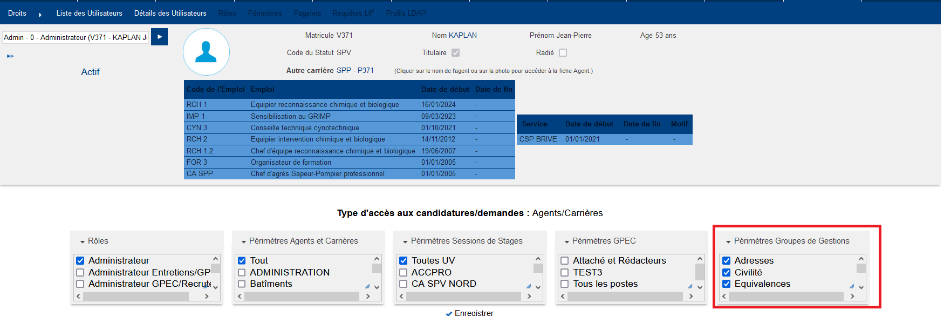 Droits Liste des Utilisateurs Détails des Utilisateurs Rôles Périmètres Fogeints Requêtes UF Profils LDAP
Admin - 0 - Administrateur (V371 - KAPLAN J
Actif
Matricule V371 Nom KAPLAN Prénom Jean-Pierre Age 53 ans
Code du Statut SPV Titulaire Radié
Autre carrière SPP - P371 (Cliquer sur le nom de l'agent ou sur la photo pour accéder à la fiche Agent.)
Code de l'Emploi Emploi Date de début Date de fin
RCH 1 Equipier reconnaissance chimique et biologique 16/01/2024 -
IMP 1 Sensibilisation au GRIMP 09/03/2023 -
CYN 3 Conseille technique cynotechnique 01/10/2021 -
RCH 2 Equipier intervention chimique et biologique 14/11/2012 -
RCH 1.2 Chef d'équipe reconnaissance chimique et biologique 19/06/2007 -
FOR 3 Organisateur de formation 01/01/2005 -
CA SPP Chef d'agrès Sapeur-Pompier professionnel 01/01/2005 -
Service Date de début Date de fin Motif
CSP BRIVE 01/01/2021 - -
Type d'accès aux candidatures/demandes : Agents/Carrières
Rôles
Administrateur
Administrateur Entretiens/GP
Administrateur GPEC/Recrute
Périmètres Agents et Carrières
Tout
ADMINISTRATION
Batîments
Périmètres Sessions de Stages
Toutes UV
ACCPRO
CA SPV NORD
Périmètres GPEC
Attaché et Rédacteurs
TEST3
Tous les postes
Périmètres Groupes de Gestions
Adresses
Civilité
Equivalences
Enregistrer